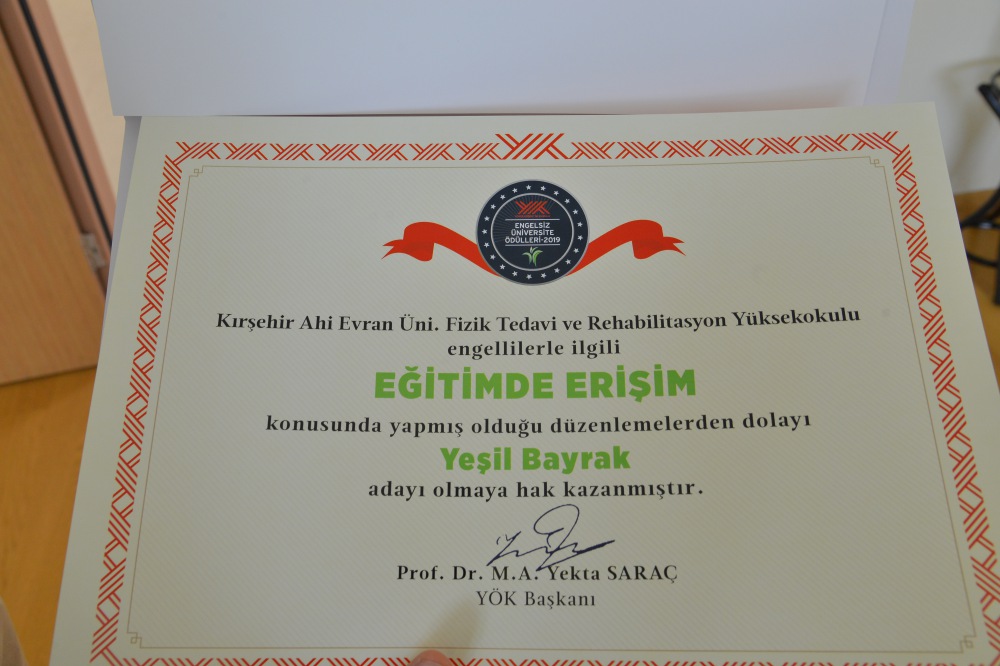 ENGELSİZ
ÜNİVERSİTE
ÖDÜLLERİ-2019
Kırşehir Ahi Evran Üni. Fizik Tedavi ve Rehabilitasyon Yüksekokulu
engellilerle ilgili
EĞİTİMDE ERİŞİM
konusunda yapmış olduğu düzenlemelerden dolayı
Yeşil Bayrak
adayı olmaya hak kazanmıştır.
Prof. Dr. M.A. Yekta SARAÇ
YÖK Başkanı